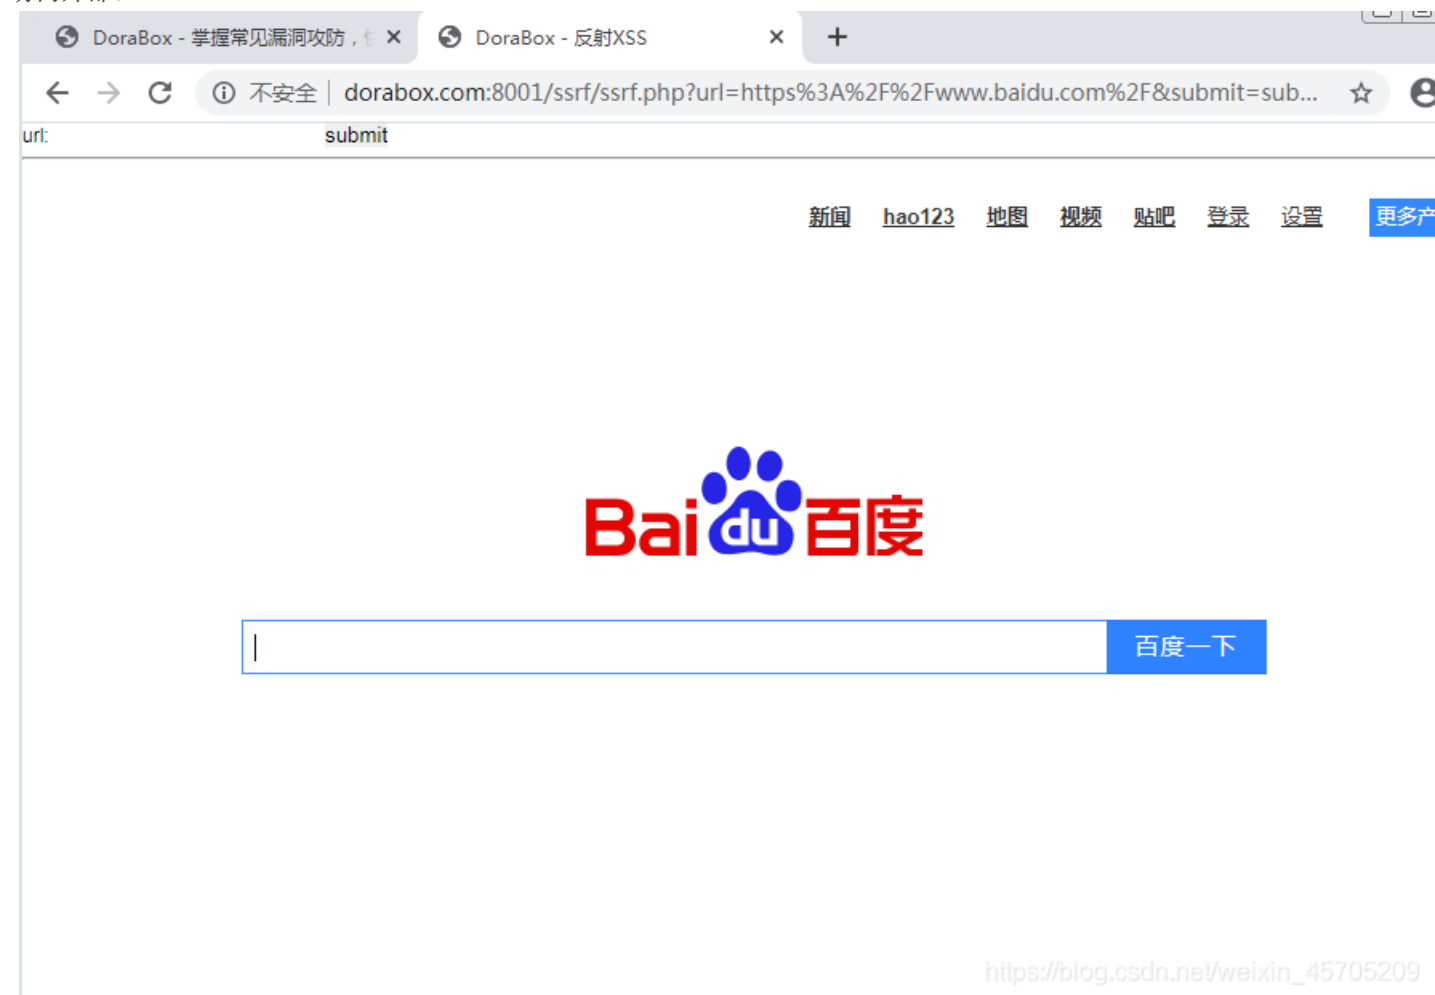 DoraBox - 掌握常见漏洞攻防，
DoraBox - 反射XSS
不安全 dorabox.com:8001/ssrf/ssrf.php?url=https%3A%2F%2Fwww.baidu.com%2F&submit=sub...
url: submit
新闻 hao123 地图 视频 贴吧 登录 设置 更多产
Bai du 百度
百度一下
https://blog.csdn.net/weixin_45705209